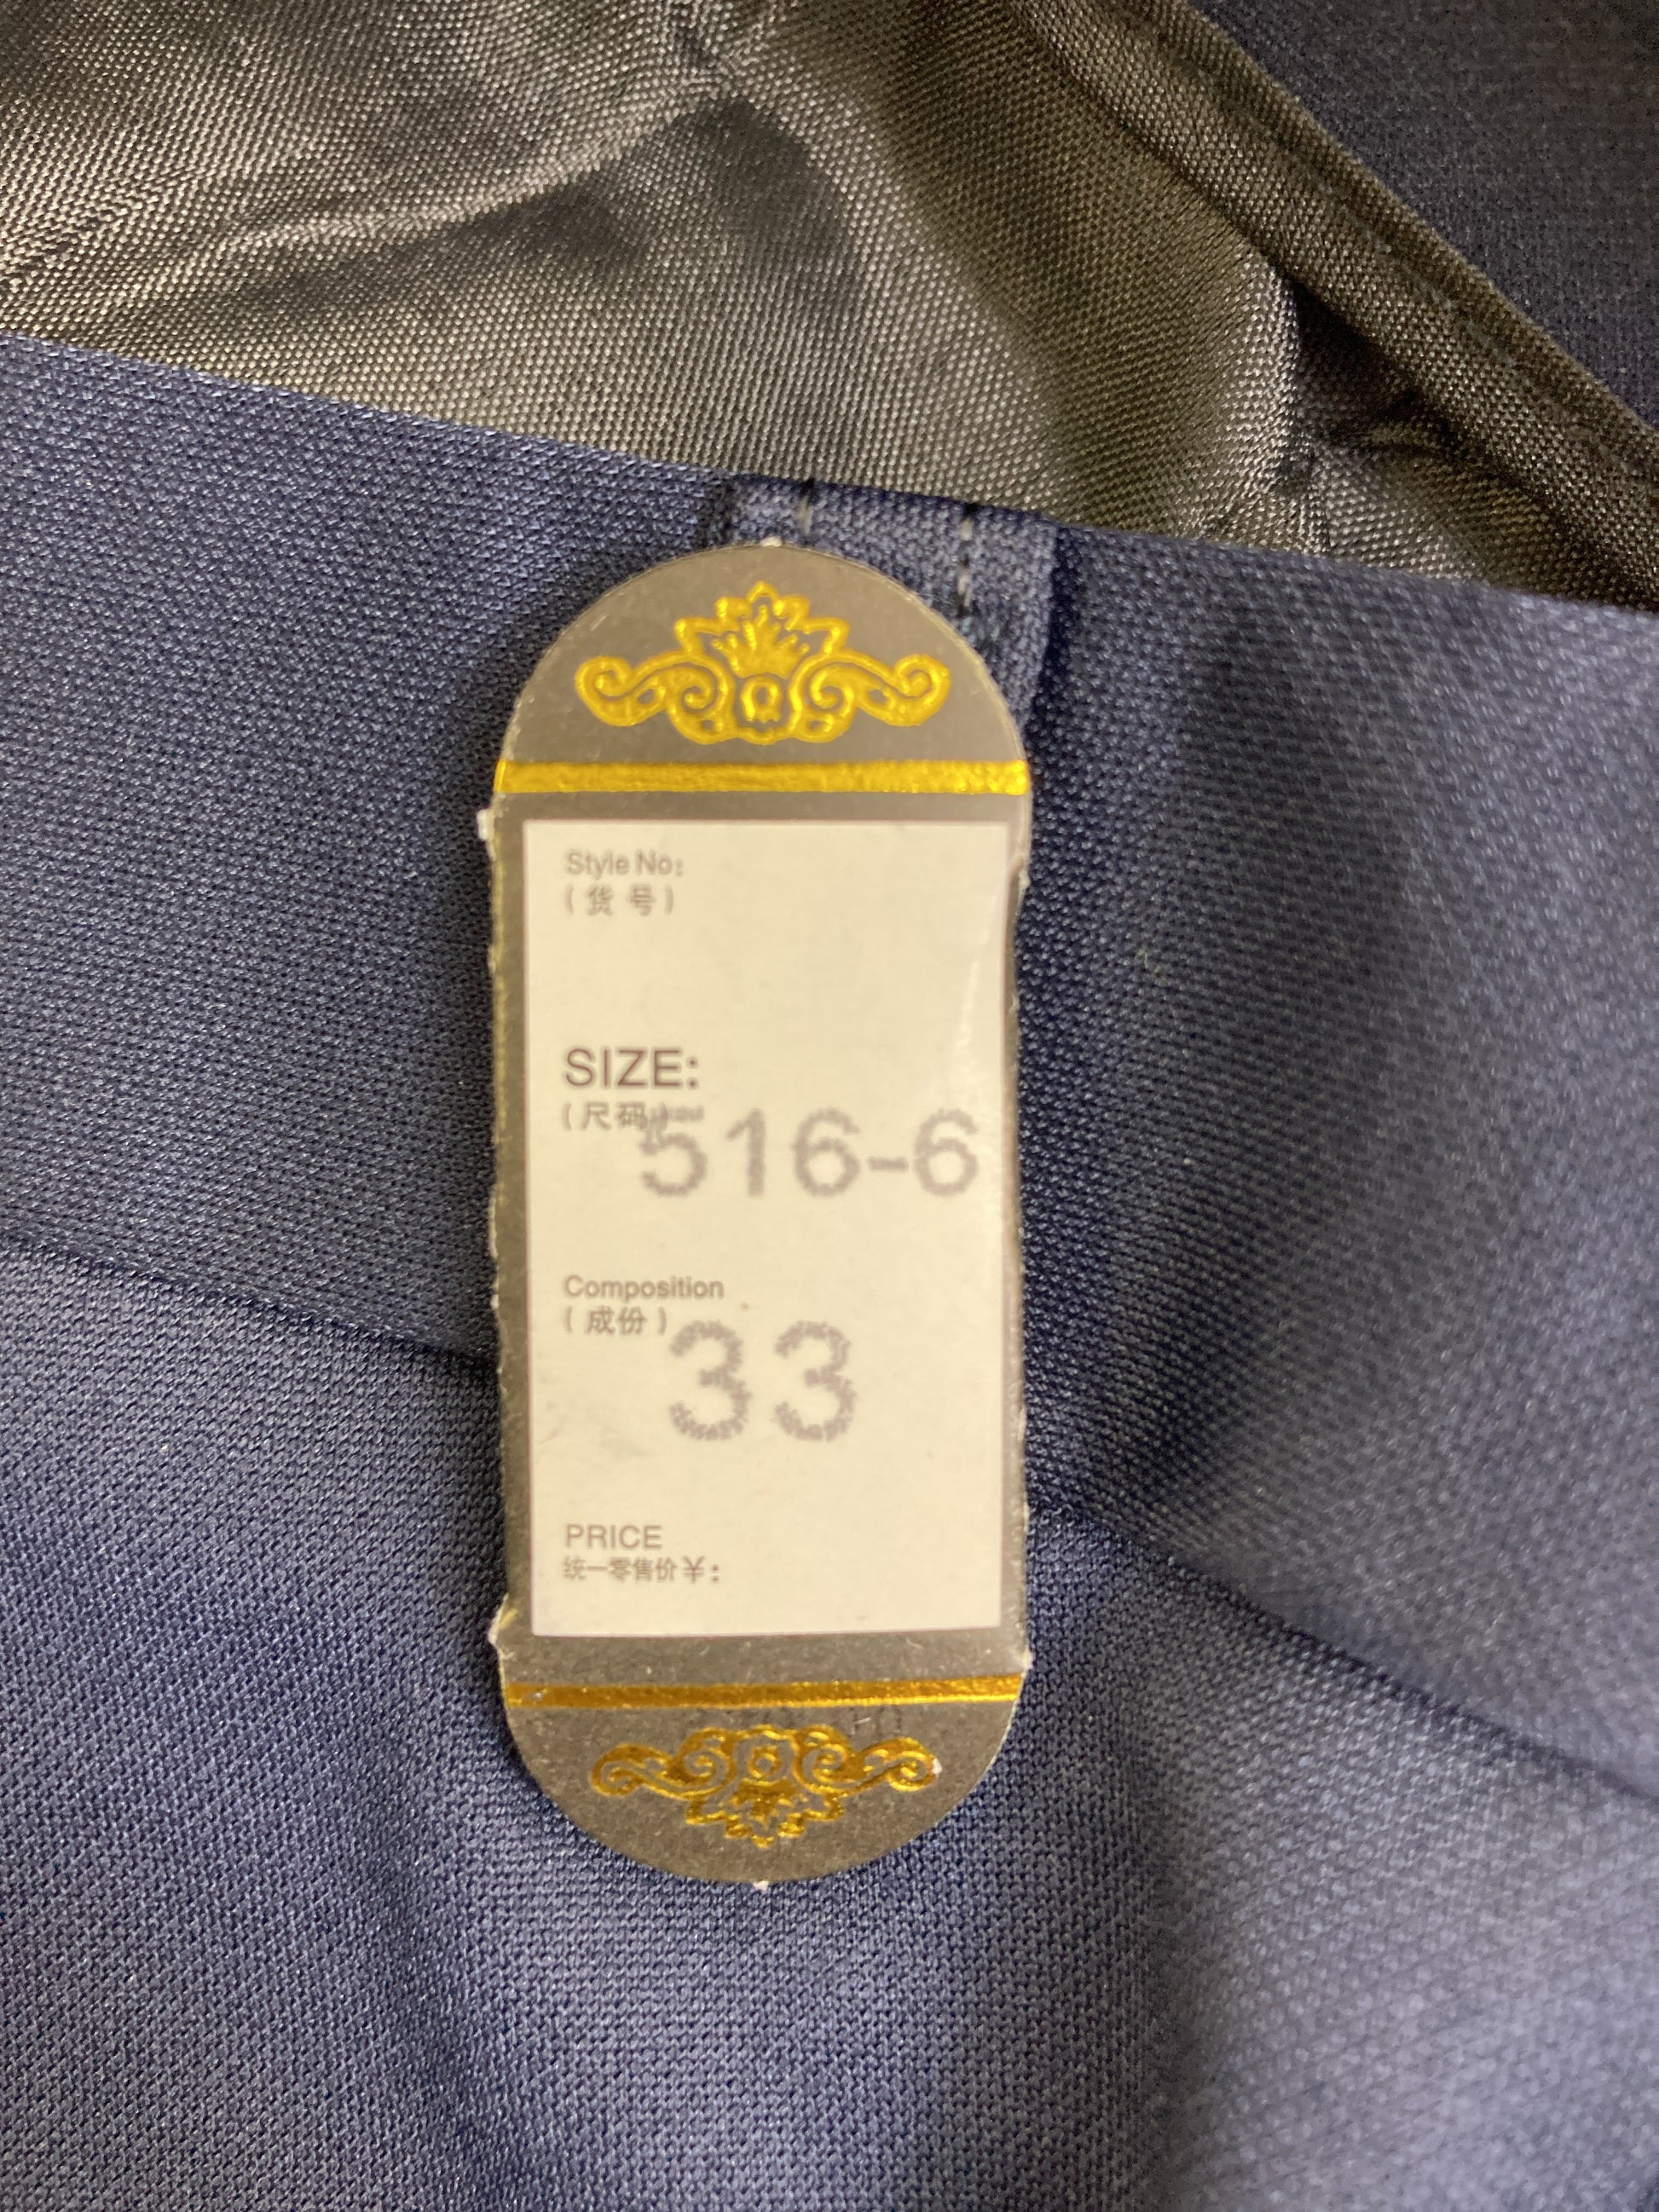 Style No:
(货号)
SIZE:
(尺码)
516-6
Composition
(成份)
33
PRICE
统一零售价¥: